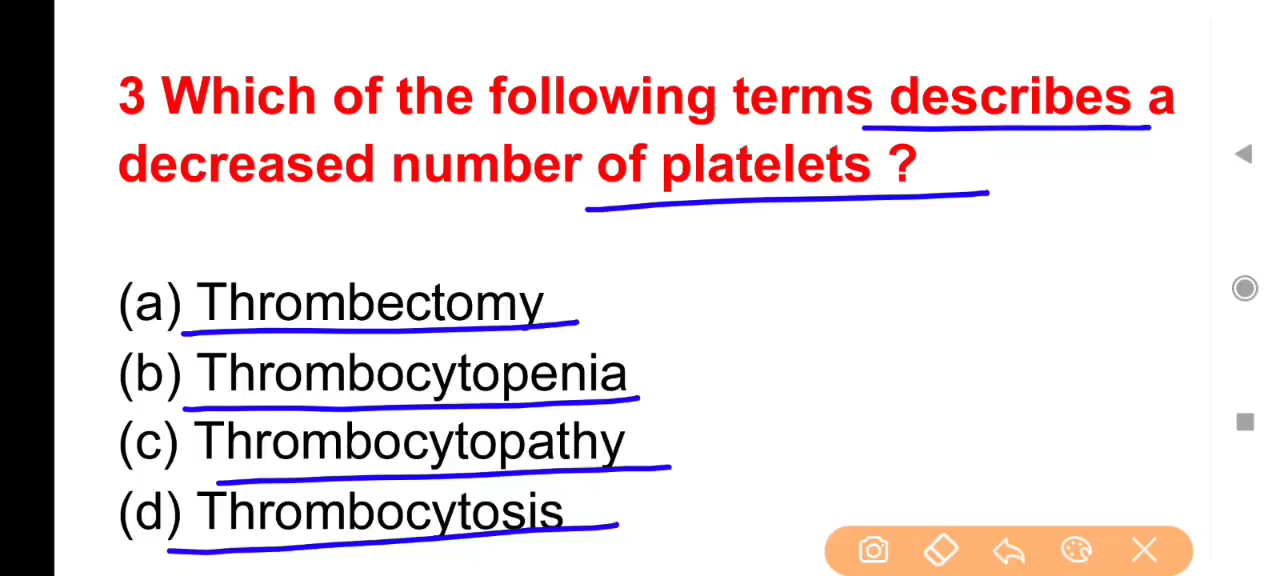 3 Which of the following terms describes a
decreased number of platelets ?
(a) Thrombectomy
(b) Thrombocytopenia
(c) Thrombocytopathy
(d) Thrombocytosis